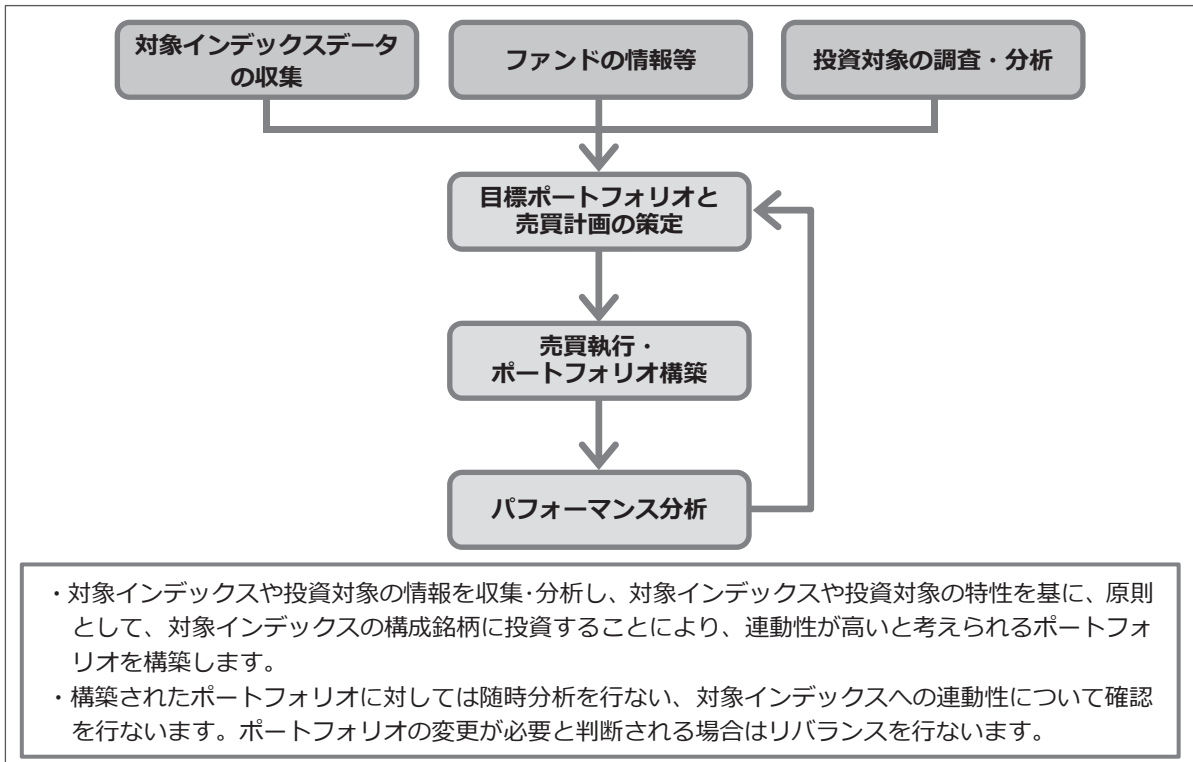 対象インデックスデータ
の収集
ファンドの情報等
投資対象の調査・分析
目標ポートフォリオと
売買計画の策定
売買執行・
ポートフォリオ構築
パフォーマンス分析
・対象インデックスや投資対象の情報を収集･分析し、対象インデックスや投資対象の特性を基に、原則
として、対象インデックスの構成銘柄に投資することにより、連動性が高いと考えられるポートフォ
リオを構築します。
・構築されたポートフォリオに対しては随時分析を行ない、対象インデックスへの連動性について確認
を行ないます。ポートフォリオの変更が必要と判断される場合はリバランスを行ないます。